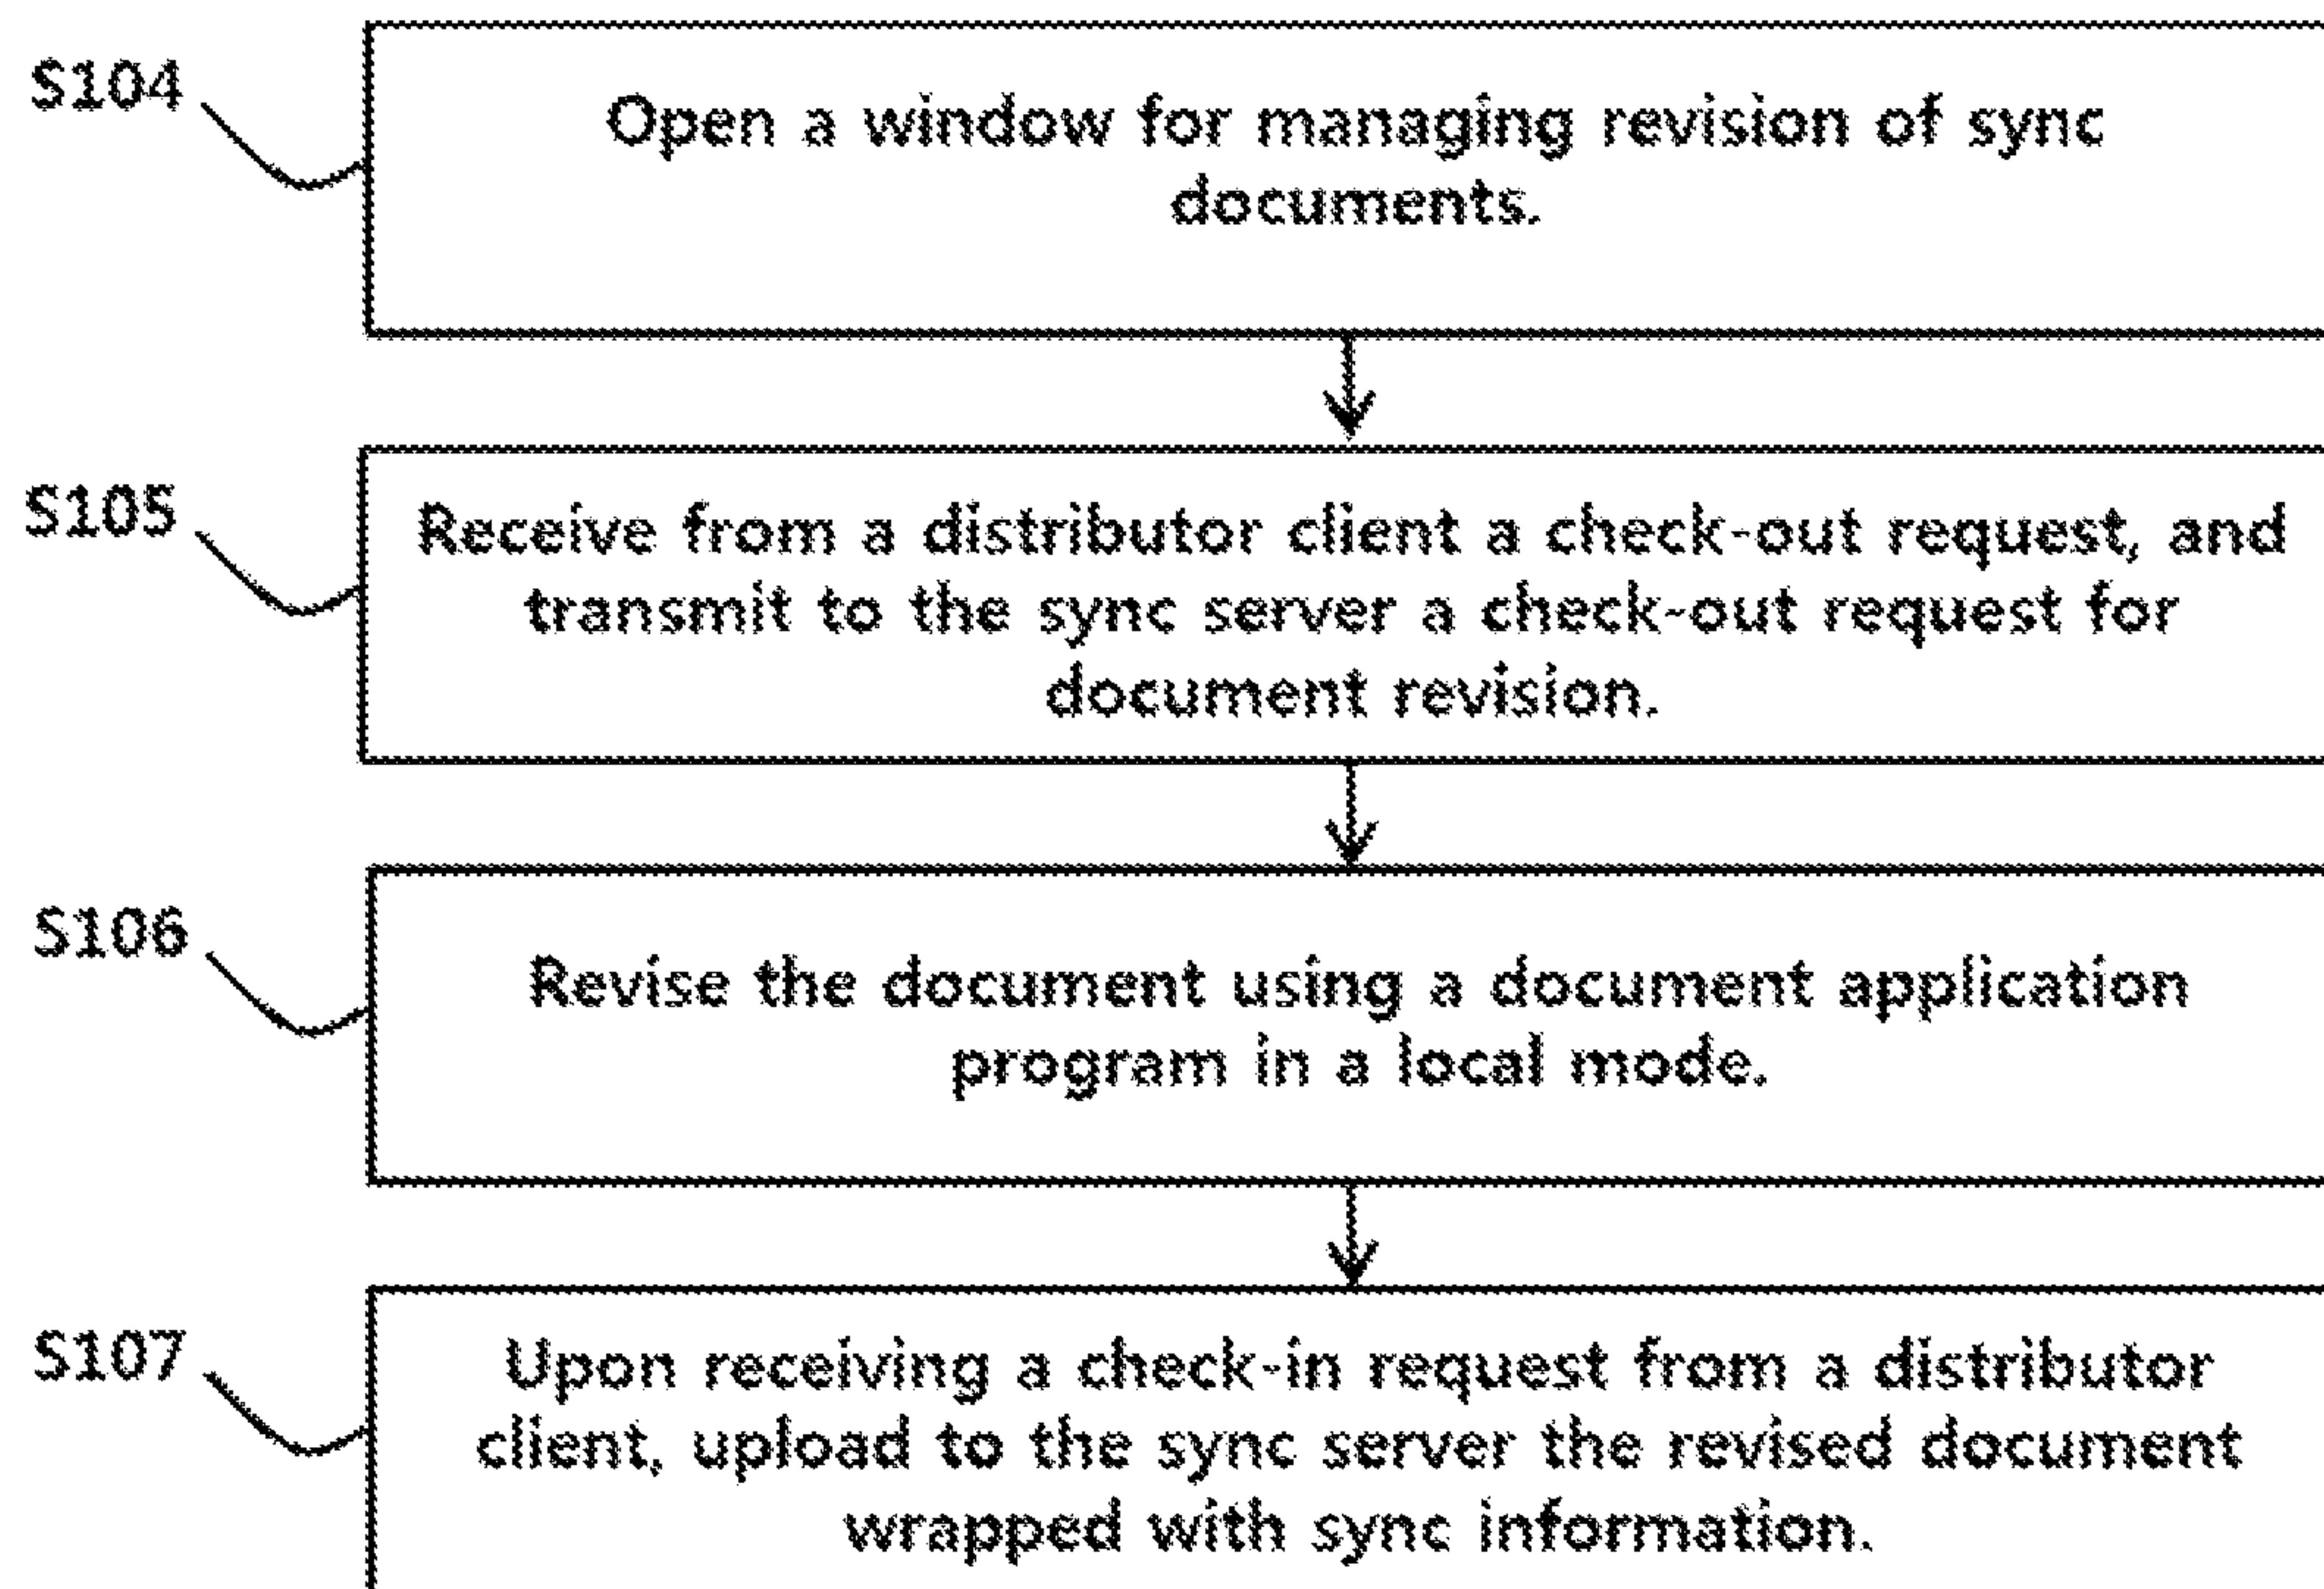 S104
Open a window for managing revision of sync
documents.
S105
Receive from a distributor client a check-out request, and
transmit to the sync server a check-out request for
document revision.
S106
Revise the document using a document application
program in a local mode.
S107
Upon receiving a check-in request from a distributor
client, upload to the sync server the revised document
wrapped with sync information.